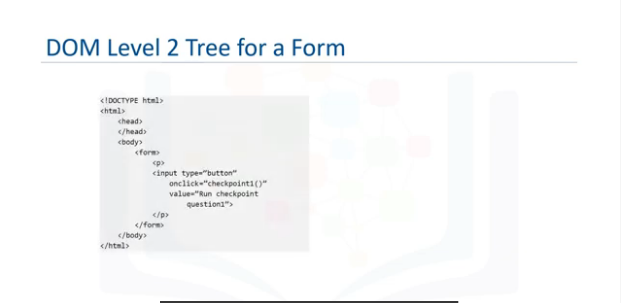 DOM Level 2 Tree for a Form
<!DOCTYPE html>
<html>
<head>
</head>
<body>
<form>
<p>
<input type="button"
onclick="checkpoint1()"
value="Run checkpoint
question1">
</p>
</form>
</body>
</html>